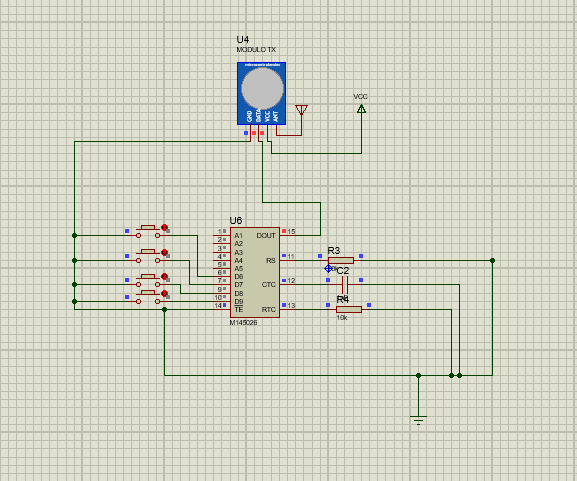 U4
MODULO TX
GND
DATA
VCC
ANT
VCC
U6
1 A1 DOUT 15
2 A2
3 A3
4 A4 RS 11
5 A5
6 D6
7 D7 CTC 12
9 D8
10 D9
14 TE RTC 13
M145026
R3
C2
R4
10k